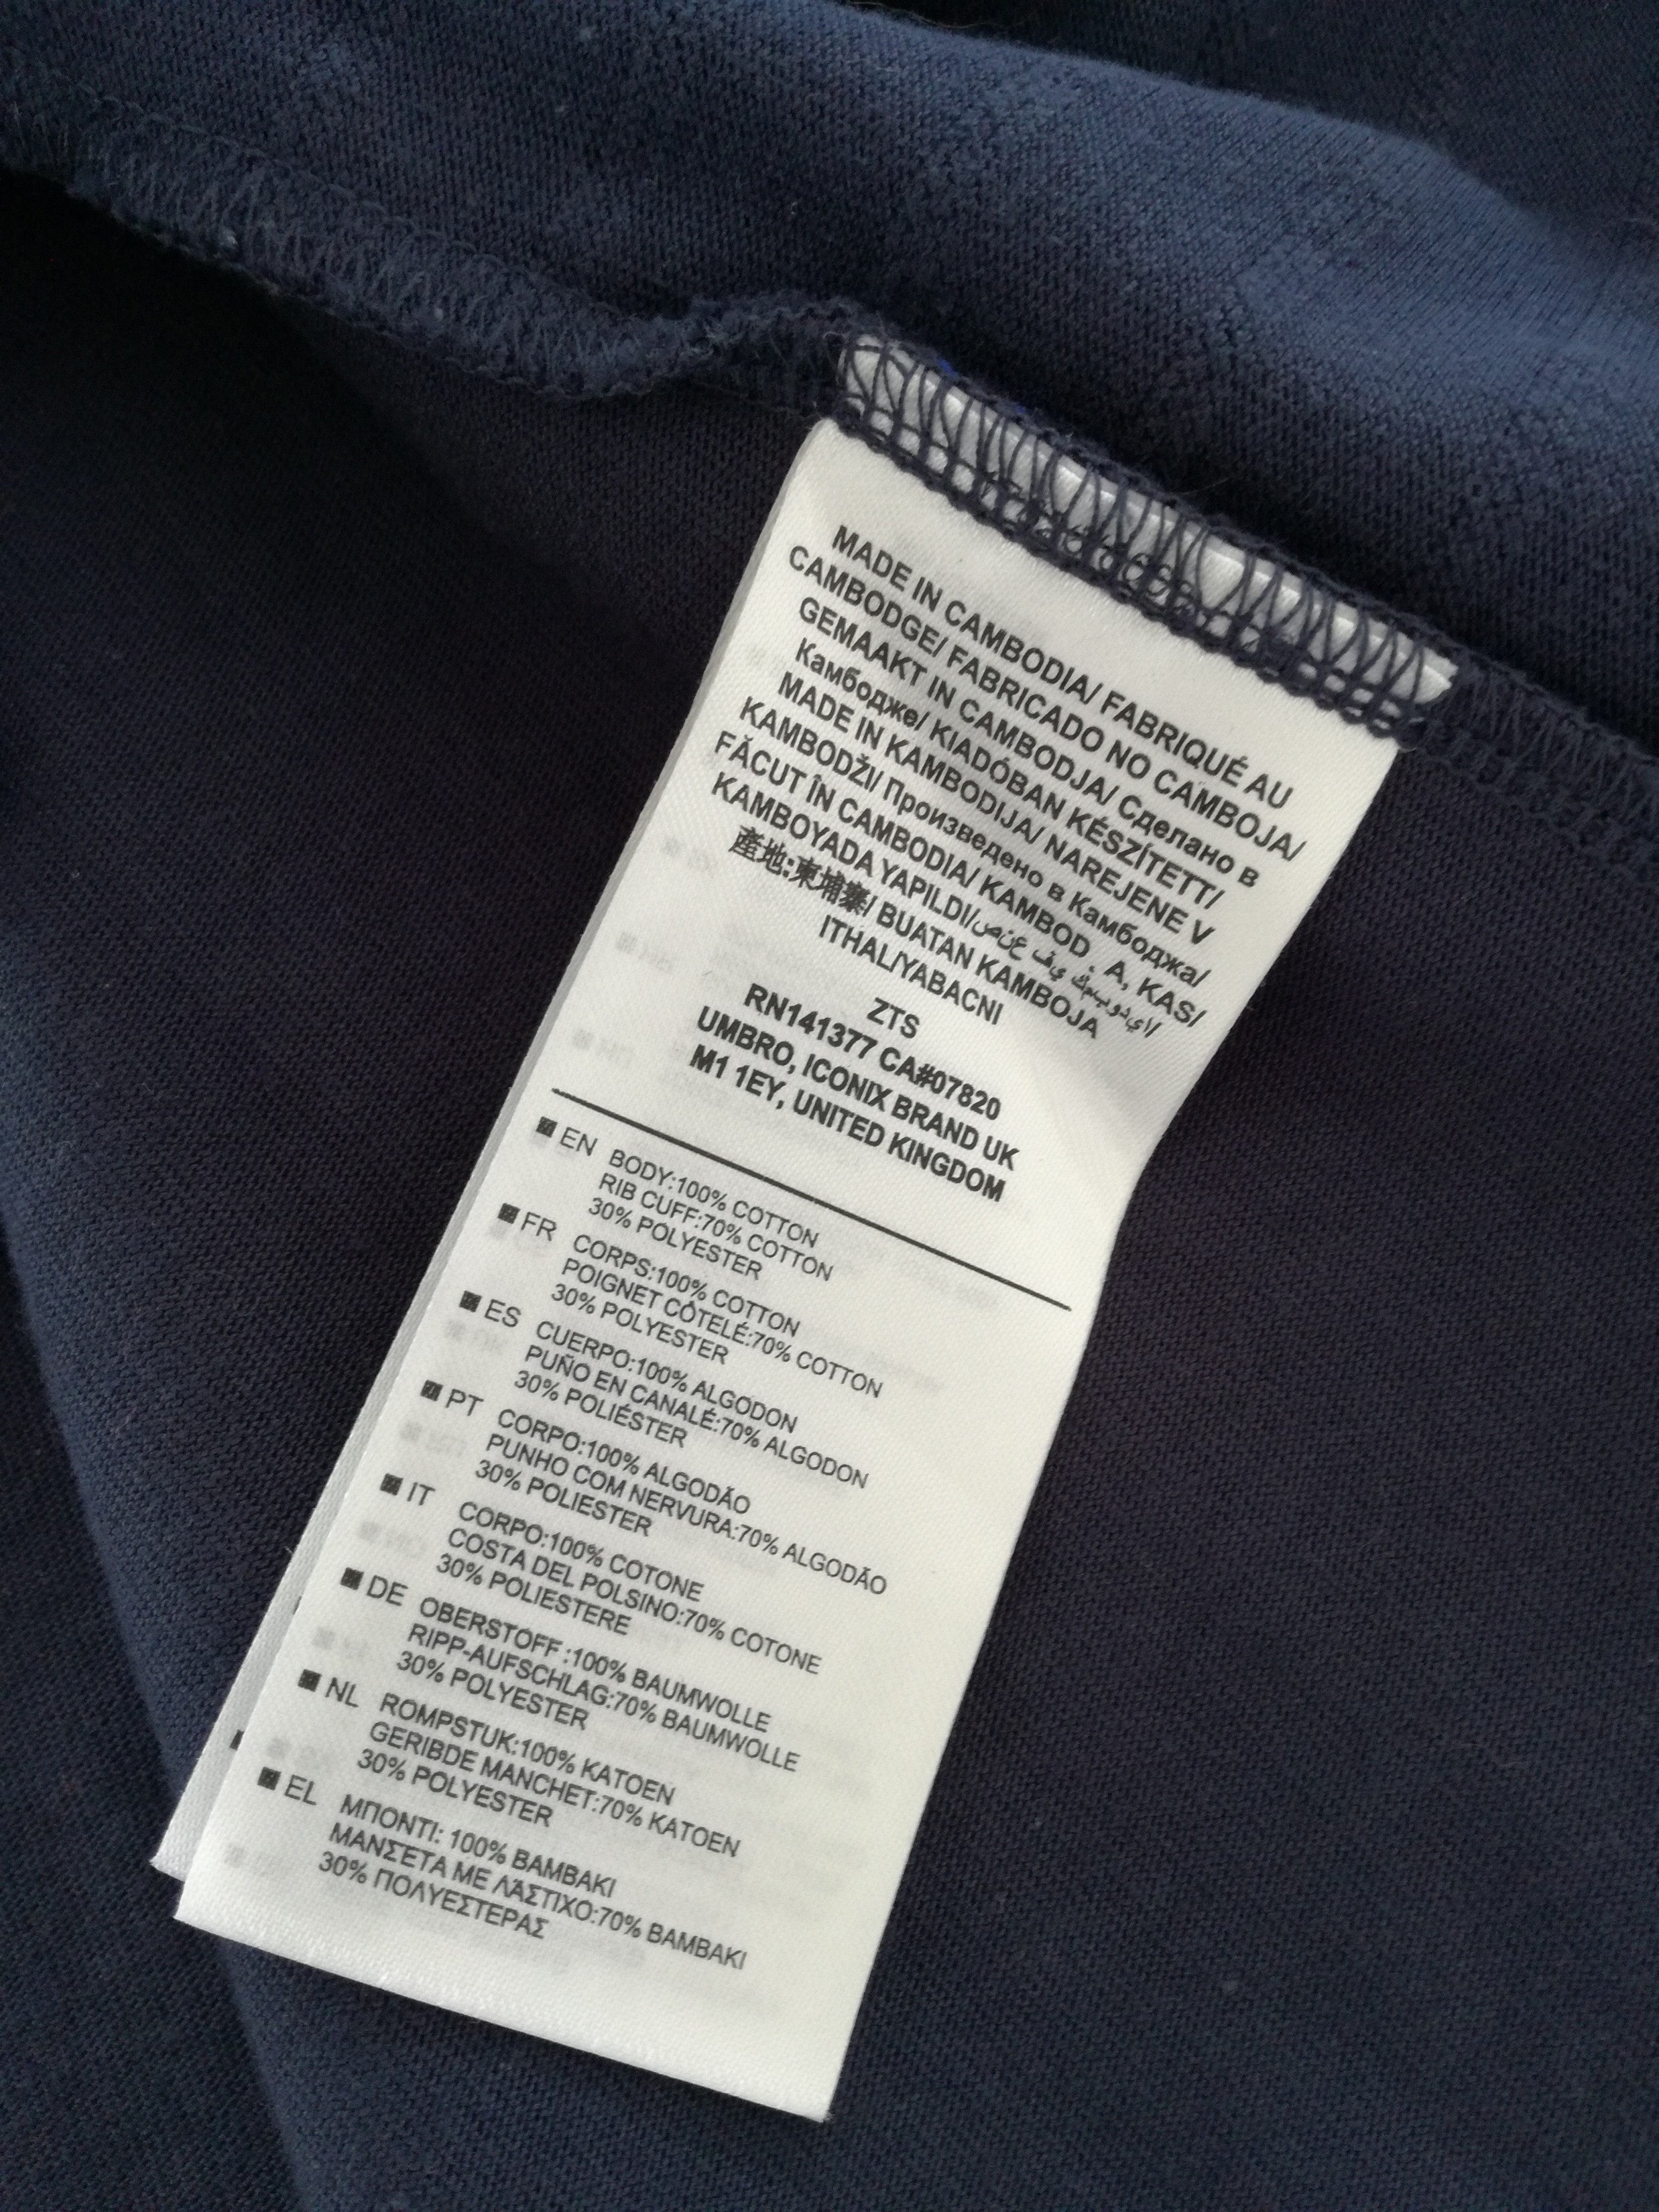 MADE IN CAMBODIA/ FABRIQUÉ AU
CAMBODGE/ FABRICADO NO CAMBOJA/
GEMAAKT IN CAMBODJA/ Сделано в
Камбодже/ KIADÓBAN KÉSZÍTETT/
MADE IN KAMBODIJA/ NAREJENE V
KAMBODŽI/ Произведено в Камбоджа/
FĂCUT ÎN CAMBODIA/ KAMBOD . A, KAS/
KAMBOYADA YAPILDI/
產地:柬埔寨/ BUATAN KAMBOJA
ITHALIYABACNI
ZTS
RN141377 CA#07820
UMBRO, ICONIX BRAND UK
M1 1EY, UNITED KINGDOM
EN BODY:100% COTTON
RIB CUFF:70% COTTON
30% POLYESTER
FR CORPS:100% COTTON
POIGNET CÔTELÉ:70% COTTON
30% POLYESTER
ES CUERPO:100% ALGODON
PUÑO EN CANALÉ:70% ALGODON
30% POLIÉSTER
PT CORPO:100% ALGODÃO
PUNHO COM NERVURA:70% ALGODÃO
30% POLIESTER
IT CORPO:100% COTONE
COSTA DEL POLSINO:70% COTONE
30% POLIESTERE
DE OBERSTOFF :100% BAUMWOLLE
RIPP-AUFSCHLAG:70% BAUMWOLLE
30% POLYESTER
NL ROMPSTUK:100% KATOEN
GERIBDE MANCHET:70% KATOEN
30% POLYESTER
EL ΜΠΟΝΤΙ: 100% ΒΑΜΒΑΚΙ
ΜΑΝΣΕΤΑ ΜΕ ΛΆΣΤΙΧΟ:70% ΒΑΜΒΑΚΙ
30% ΠΟΛΥΕΣΤΕΡΑΣ